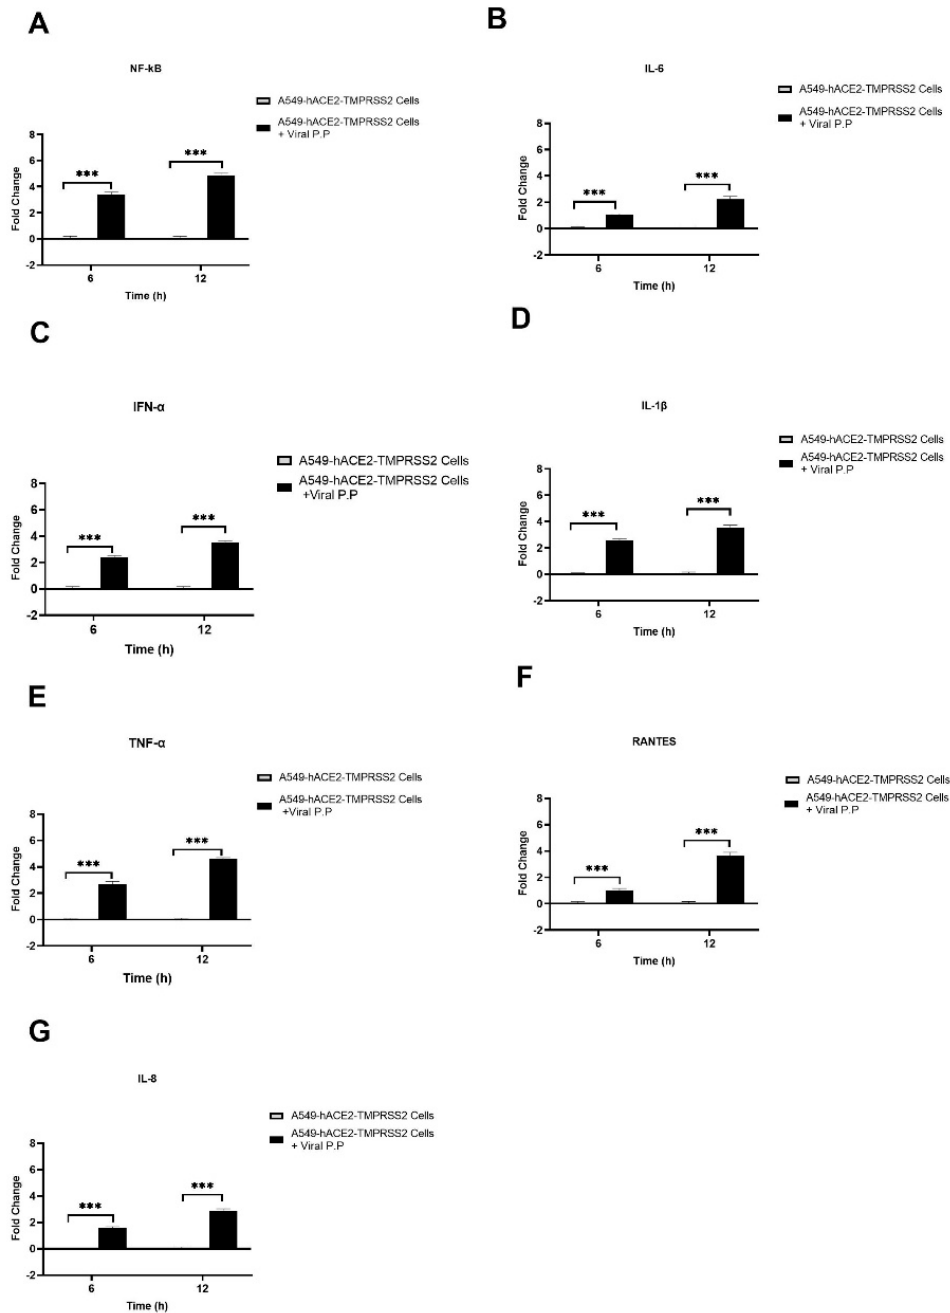 A
NF-kB
A549-hACE2-TMPRSS2 Cells
A549-hACE2-TMPRSS2 Cells
+ Viral P.P
Fold Change
8
6
4
2
0
-2
***
***
6
12
Time (h)
B
IL-6
A549-hACE2-TMPRSS2 Cells
A549-hACE2-TMPRSS2 Cells
+ Viral P.P
Fold Change
8
6
4
2
0
-2
***
***
6
12
Time (h)
C
IFN-α
A549-hACE2-TMPRSS2 Cells
A549-hACE2-TMPRSS2 Cells
+Viral P.P
Fold Change
8
6
4
2
0
-2
***
***
6
12
Time (h)
D
IL-1β
A549-hACE2-TMPRSS2 Cells
A549-hACE2-TMPRSS2 Cells
+ Viral P.P
Fold Change
8
6
4
2
0
-2
***
***
6
12
Time (h)
E
TNF-α
A549-hACE2-TMPRSS2 Cells
A549-hACE2-TMPRSS2 Cells
+Viral P.P
Fold Change
8
6
4
2
0
-2
***
***
6
12
Time (h)
F
RANTES
A549-hACE2-TMPRSS2 Cells
A549-hACE2-TMPRSS2 Cells
+ Viral P.P
Fold Change
8
6
4
2
0
-2
***
***
6
12
Time (h)
G
IL-8
A549-hACE2-TMPRSS2 Cells
A549-hACE2-TMPRSS2 Cells
+ Viral P.P
Fold Change
8
6
4
2
0
-2
***
***
6
12
Time (h)